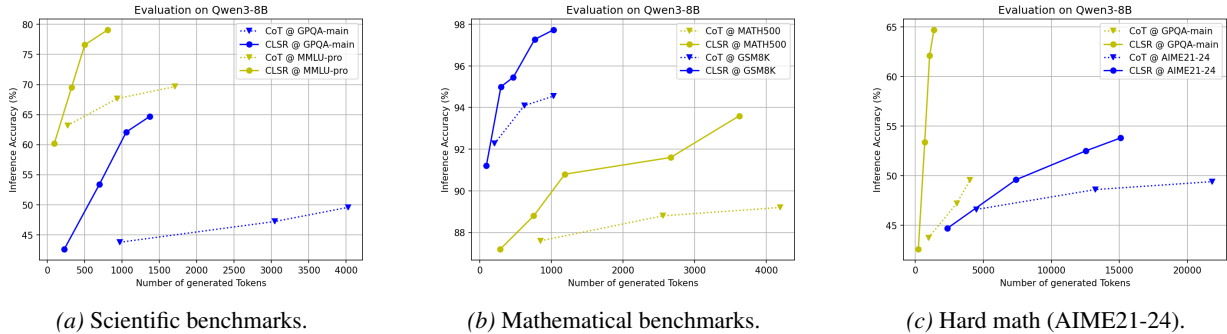 Evaluation on Qwen3-8B
Inference Accuracy (%)
80
75
70
65
60
55
50
45
CoT @ GPQA-main
CLSR @ GPQA-main
CoT @ MMLU-pro
CLSR @ MMLU-pro
0 500 1000 1500 2000 2500 3000 3500 4000
Number of generated Tokens
(a) Scientific benchmarks.
Evaluation on Qwen3-8B
Inference Accuracy (%)
98
96
94
92
90
88
CoT @ MATH500
CLSR @ MATH500
CoT @ GSM8K
CLSR @ GSM8K
0 1000 2000 3000 4000
Number of generated Tokens
(b) Mathematical benchmarks.
Evaluation on Qwen3-8B
Inference Accuracy (%)
65
60
55
50
45
CoT @ GPQA-main
CLSR @ GPQA-main
CoT @ AIME21-24
CLSR @ AIME21-24
0 5000 10000 15000 20000
Number of generated Tokens
(c) Hard math (AIME21-24).